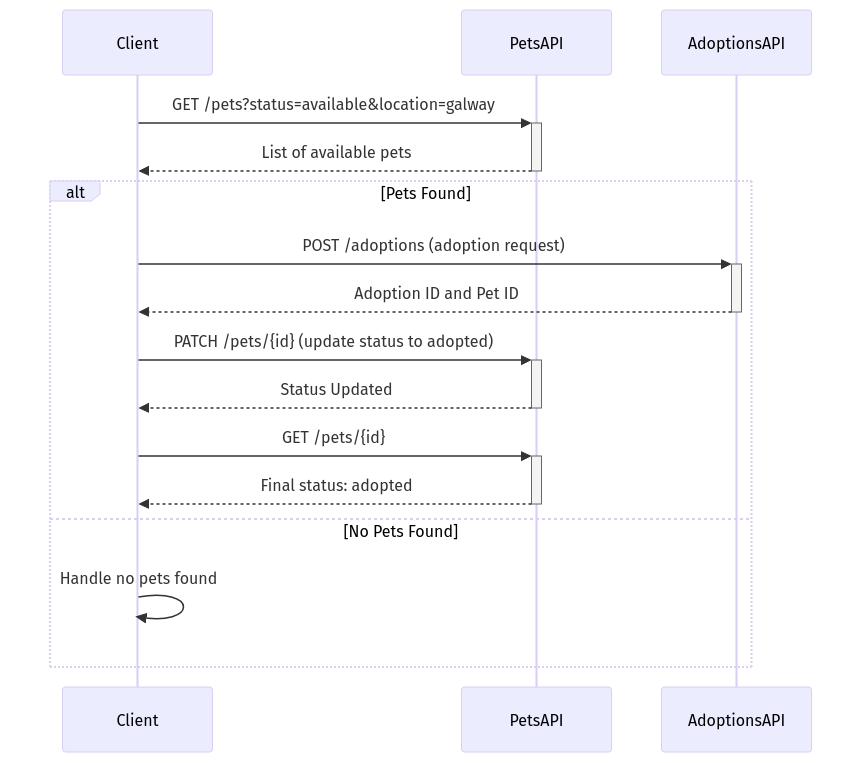 Client
PetsAPI
AdoptionsAPI
GET /pets?status=available&location=galway
List of available pets
alt
[Pets Found]
POST /adoptions (adoption request)
Adoption ID and Pet ID
PATCH /pets/{id} (update status to adopted)
Status Updated
GET /pets/{id}
Final status: adopted
[No Pets Found]
Handle no pets found
Client
PetsAPI
AdoptionsAPI